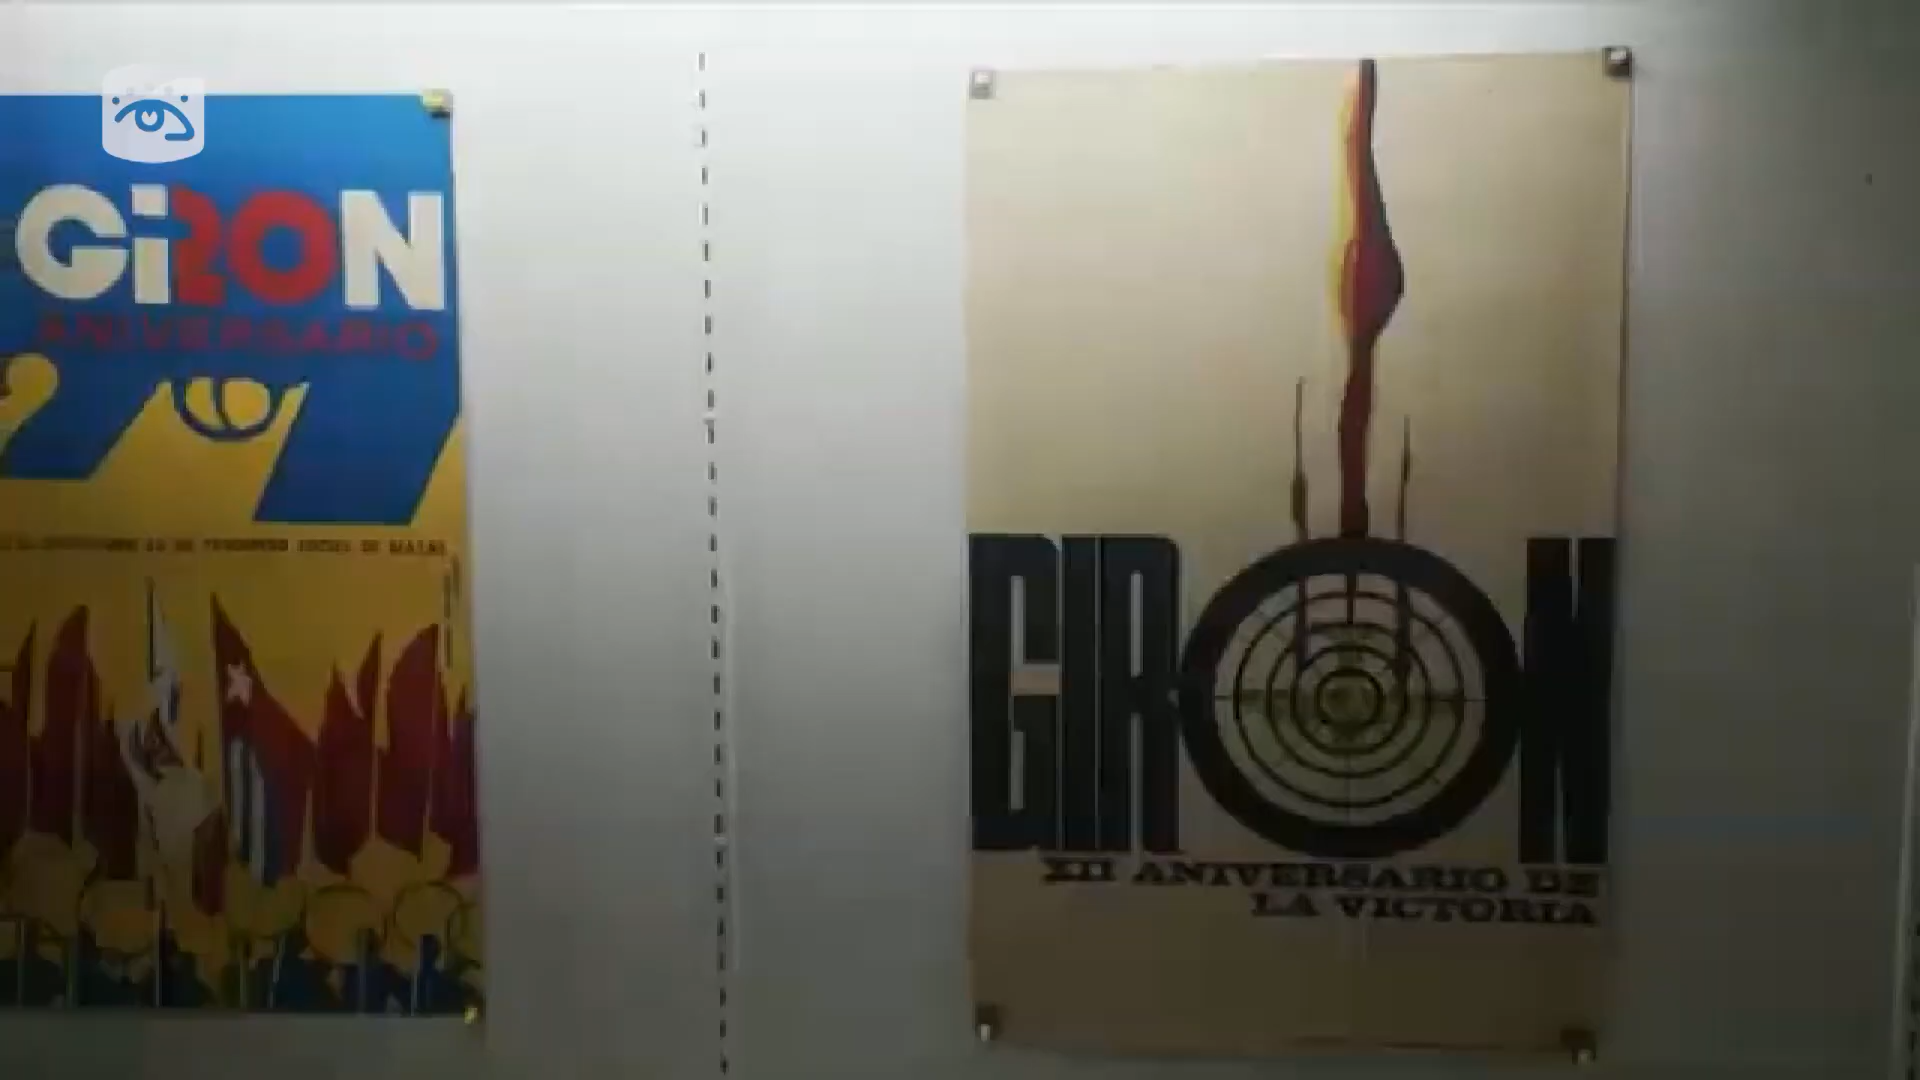 GiRON
ANIVERSARIO
GIRON
XII ANIVERSARIO DE
LA VICTORIA